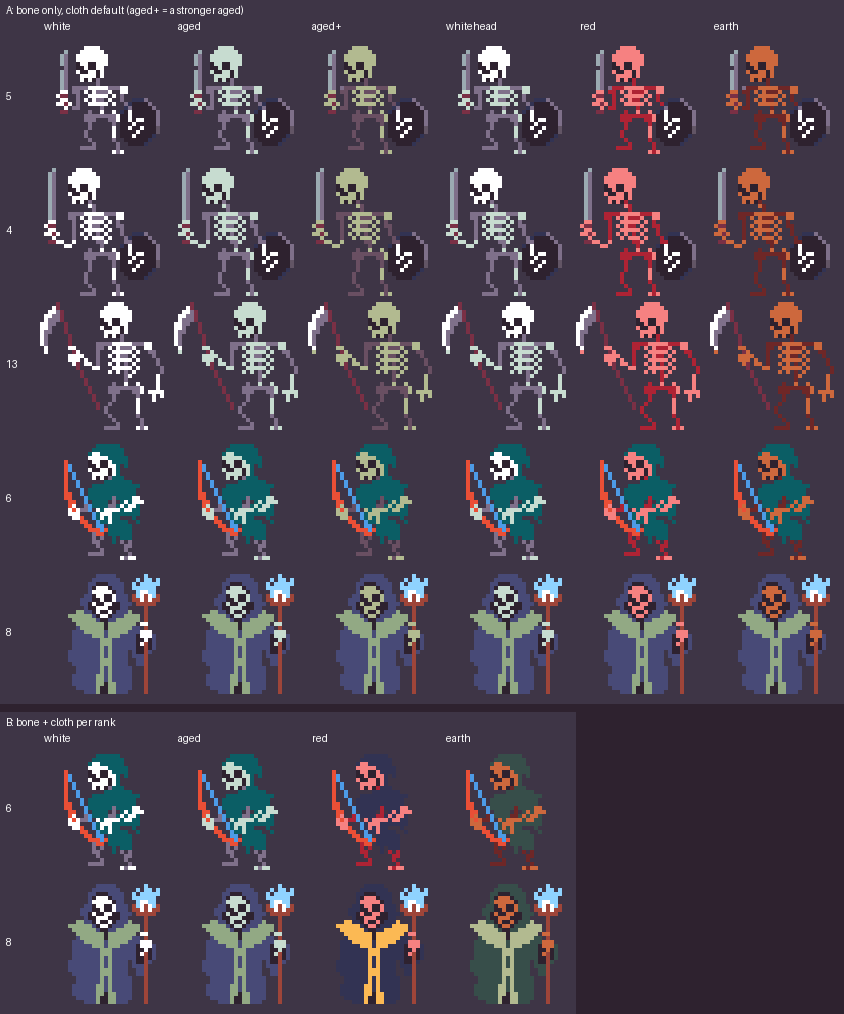 A: bone only, cloth default (aged+ = a stronger aged)
white aged aged+ whitehead red earth
5
4
13
6
8
B: bone + cloth per rank
white aged red earth
6
8